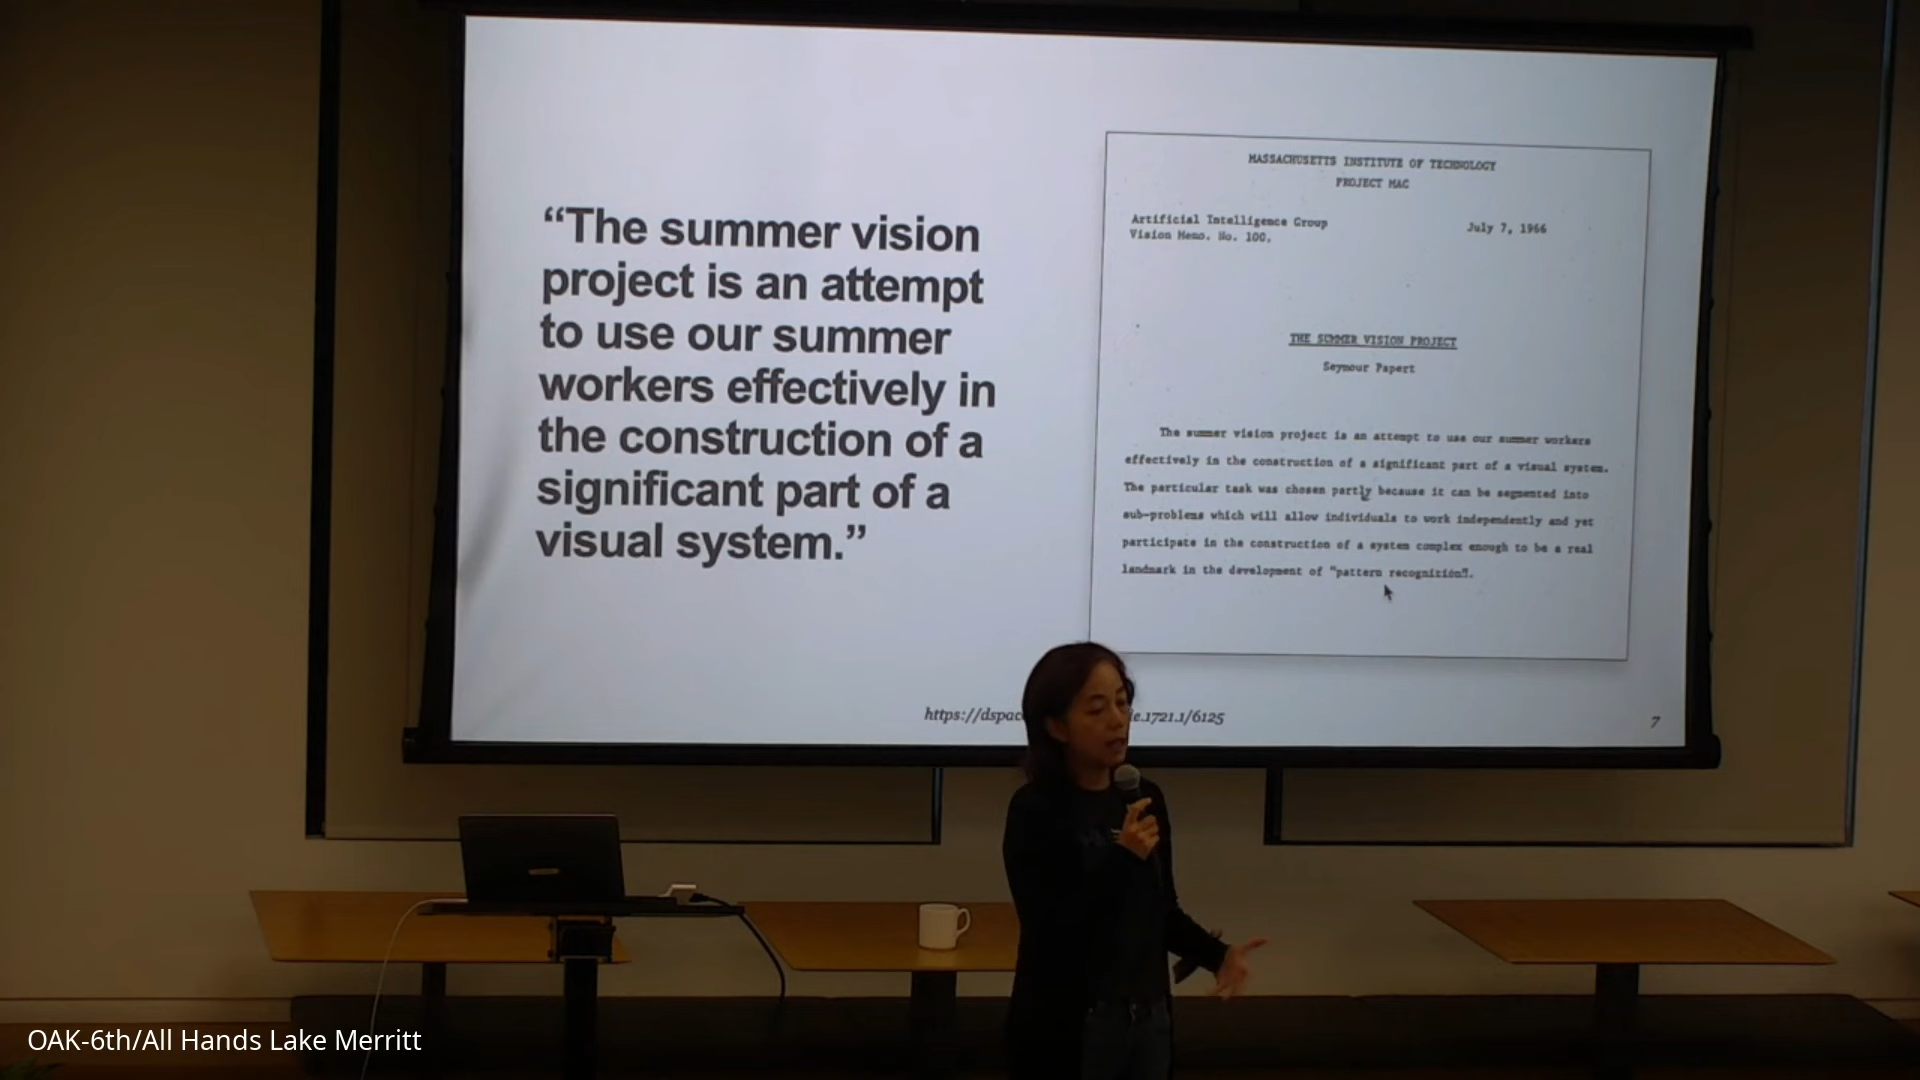 “The summer vision
project is an attempt
to use our summer
workers effectively in
the construction of a
significant part of a
visual system.”
MASSACHUSETTS INSTITUTE OF TECHNOLOGY
PROJECT MAC
Artificial Intelligence Group
July 7, 1966
Vision Memo. No. 100.
THE SUMMER VISION PROJECT
Seymour Papert
The summer vision project is an attempt to use our summer workers
effectively in the construction of a significant part of a visual system.
The particular task was chosen partly because it can be segmented into
sub-problems which will allow individuals to work independently and yet
participate in the construction of a system complex enough to be a real
landmark in the development of "pattern recognition".
https://dspac
le.1721.1/6125
7
OAK-6th/All Hands Lake Merritt